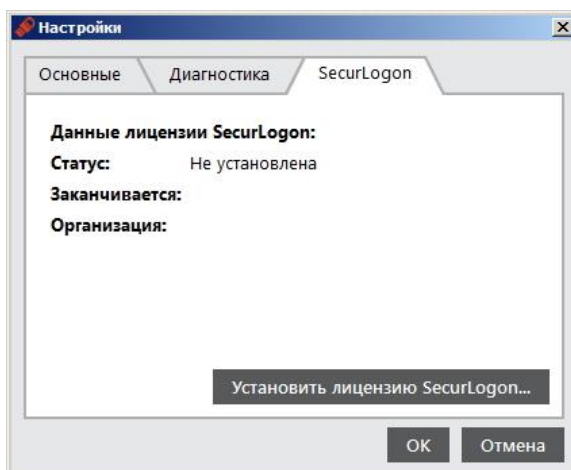 Настройки
Основные Диагностика SecurLogon
Данные лицензии SecurLogon:
Статус: Не установлена
Заканчивается:
Организация:
Установить лицензию SecurLogon...
OK Отмена